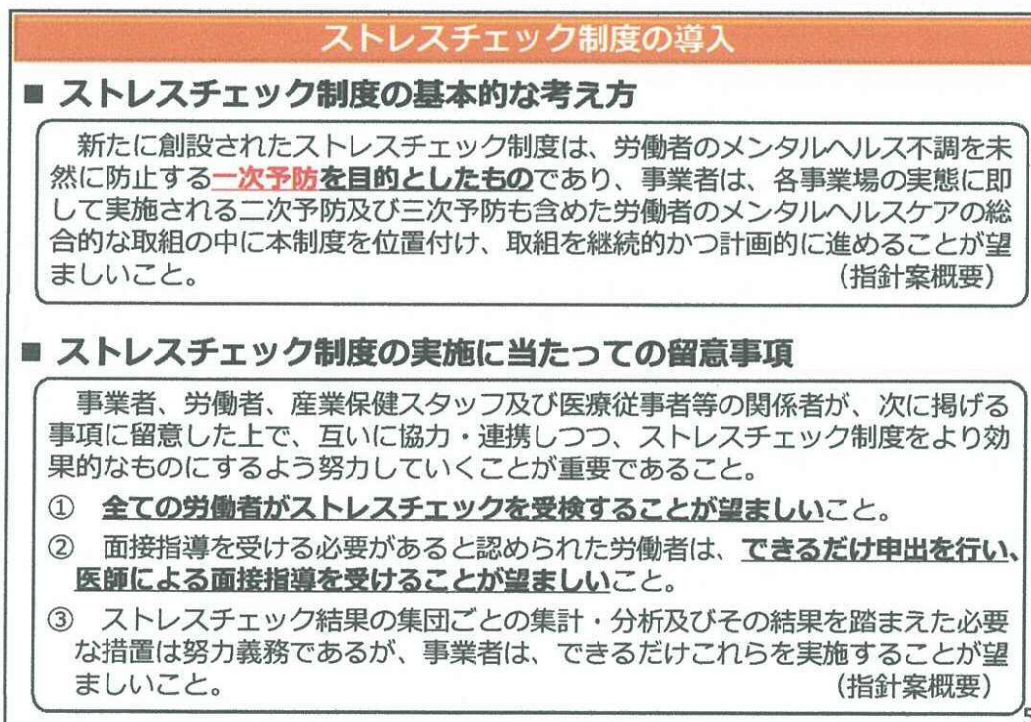 ストレスチェック制度の導入
■ ストレスチェック制度の基本的な考え方
新たに創設されたストレスチェック制度は、労働者のメンタルヘルス不調を未
然に防止する一次予防を目的としたものであり、事業者は、各事業場の実態に即
して実施される二次予防及び三次予防も含めた労働者のメンタルヘルスケアの総
合的な取組の中に本制度を位置付け、取組を継続的かつ計画的に進めることが望
ましいこと。 （指針案概要）
■ ストレスチェック制度の実施に当たっての留意事項
事業者、労働者、産業保健スタッフ及び医療従事者等の関係者が、次に掲げる
事項に留意した上で、互いに協力・連携しつつ、ストレスチェック制度をより効
果的なものにするよう努力していくことが重要であること。
① 全ての労働者がストレスチェックを受検することが望ましいこと。
② 面接指導を受ける必要があると認められた労働者は、できるだけ申出を行い、
医師による面接指導を受けることが望ましいこと。
③ ストレスチェック結果の集団ごとの集計・分析及びその結果を踏まえた必要
な措置は努力義務であるが、事業者は、できるだけこれらを実施することが望
ましいこと。 （指針案概要）